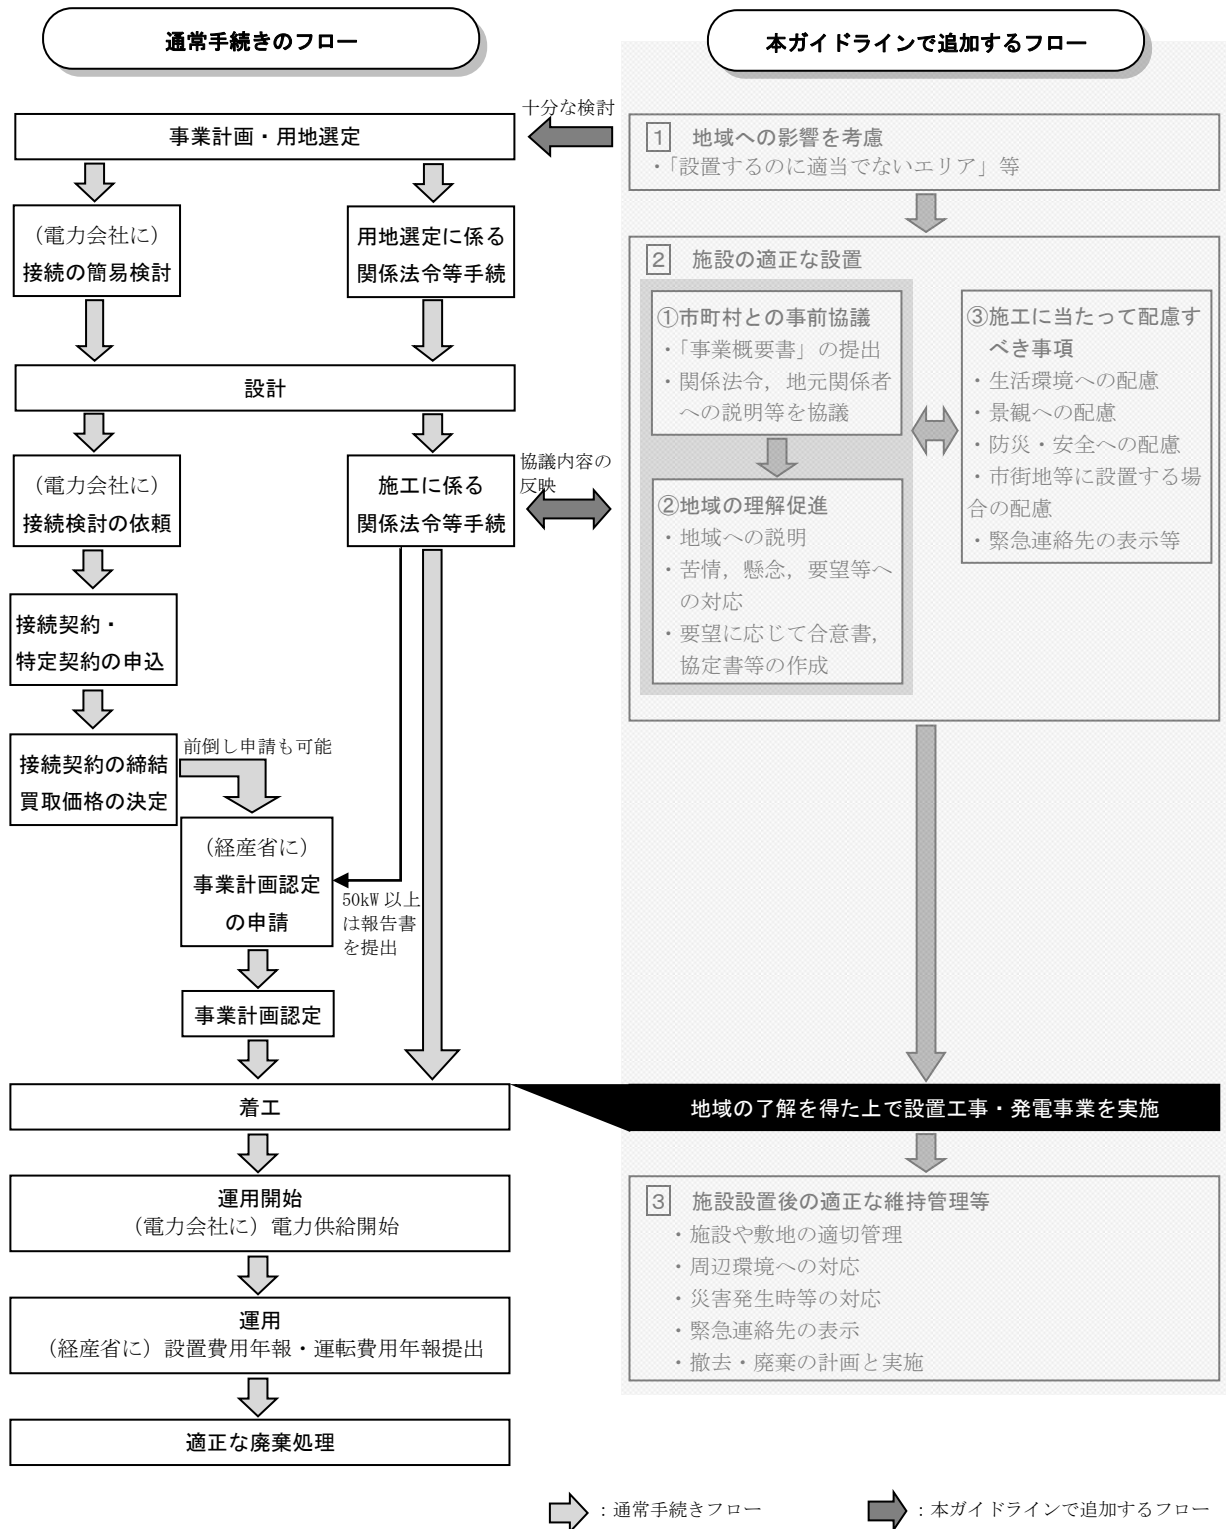 通常手続きのフロー
本ガイドラインで追加するフロー
十分な検討
事業計画・用地選定
（電力会社に）
接続の簡易検討
用地選定に係る
関係法令等手続
設計
（電力会社に）
接続検討の依頼
施工に係る
関係法令等手続
協議内容の
反映
接続契約・
特定契約の申込
接続契約の締結
買取価格の決定
前倒し申請も可能
（経産省に）
事業計画認定
の申請
50kW 以上
は報告書
を提出
事業計画認定
着工
運用開始
（電力会社に）電力供給開始
運用
（経産省に）設置費用年報・運転費用年報提出
適正な廃棄処理
1 地域への影響を考慮
・「設置するのに適当でないエリア」等
2 施設の適正な設置
①市町村との事前協議
・「事業概要書」の提出
・関係法令，地元関係者
への説明等を協議
②地域の理解促進
・地域への説明
・苦情，懸念，要望等へ
の対応
・要望に応じて合意書，
協定書等の作成
③施工に当たって配慮す
べき事項
・生活環境への配慮
・景観への配慮
・防災・安全への配慮
・市街地等に設置する場
合の配慮
・緊急連絡先の表示等
地域の了解を得た上で設置工事・発電事業を実施
3 施設設置後の適正な維持管理等
・施設や敷地の適切管理
・周辺環境への対応
・災害発生時等の対応
・緊急連絡先の表示
・撤去・廃棄の計画と実施
：通常手続きフロー
：本ガイドラインで追加するフロー